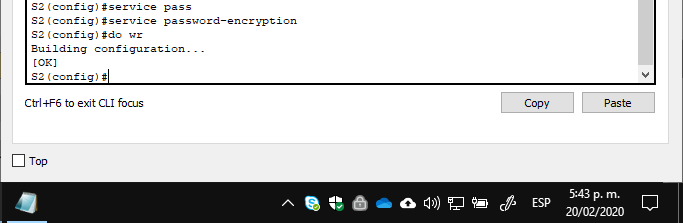 S2(config)#service pass
S2(config)#service password-encryption
S2(config)#do wr
Building configuration...
[OK]
S2(config)#
Ctrl+F6 to exit CLI focus
Copy
Paste
Top
ESP
5:43 p. m.
20/02/2020